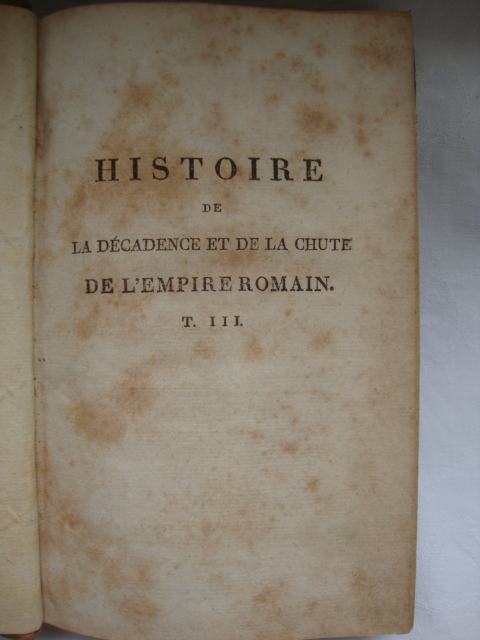 HISTOIRE
DE
LA DÉCADENCE ET DE LA CHUTE
DE L'EMPIRE ROMAIN.
T. III.